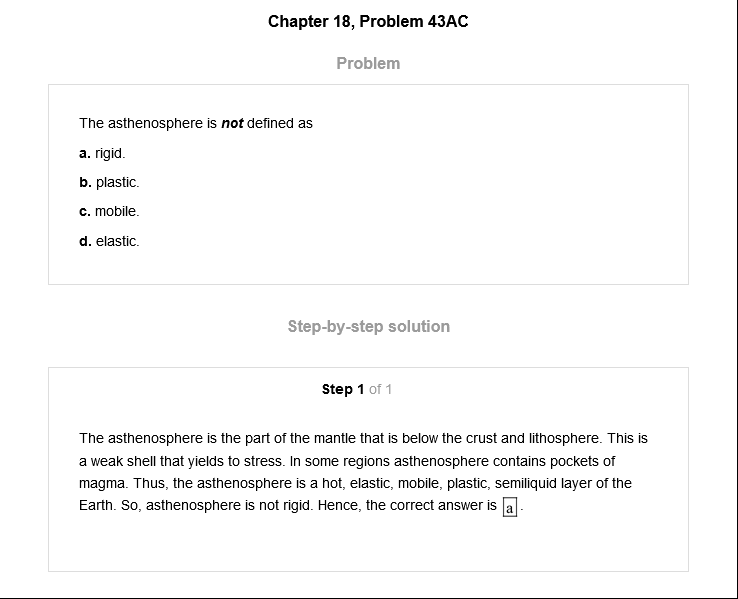 Chapter 18, Problem 43AC
Problem
The asthenosphere is not defined as
a. rigid.
b. plastic.
c. mobile.
d. elastic.
Step-by-step solution
Step 1 of 1
The asthenosphere is the part of the mantle that is below the crust and lithosphere. This is
a weak shell that yields to stress. In some regions asthenosphere contains pockets of
magma. Thus, the asthenosphere is a hot, elastic, mobile, plastic, semiliquid layer of the
Earth. So, asthenosphere is not rigid. Hence, the correct answer is a .